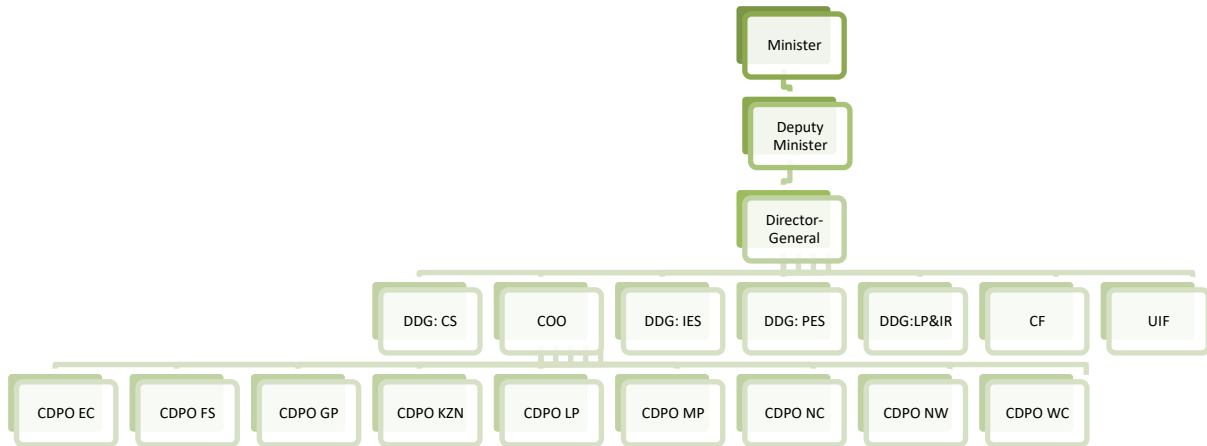 Minister
Deputy
Minister
Director-
General
DDG: CS
COO
DDG: IES
DDG: PES
DDG:LP&IR
CF
UIF
CDPO EC
CDPO FS
CDPO GP
CDPO KZN
CDPO LP
CDPO MP
CDPO NC
CDPO NW
CDPO WC